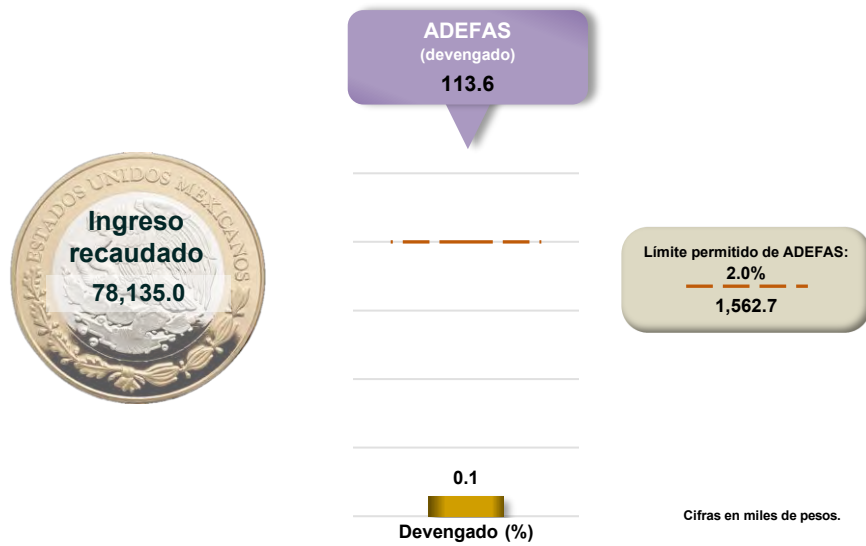 ADEFAS
(devengado)
113.6
ESTADOS UNIDOS MEXICANOS
Ingreso
recaudado
78,135.0
Límite permitido de ADEFAS:
2.0%
1,562.7
0.1
Devengado (%)
Cifras en miles de pesos.